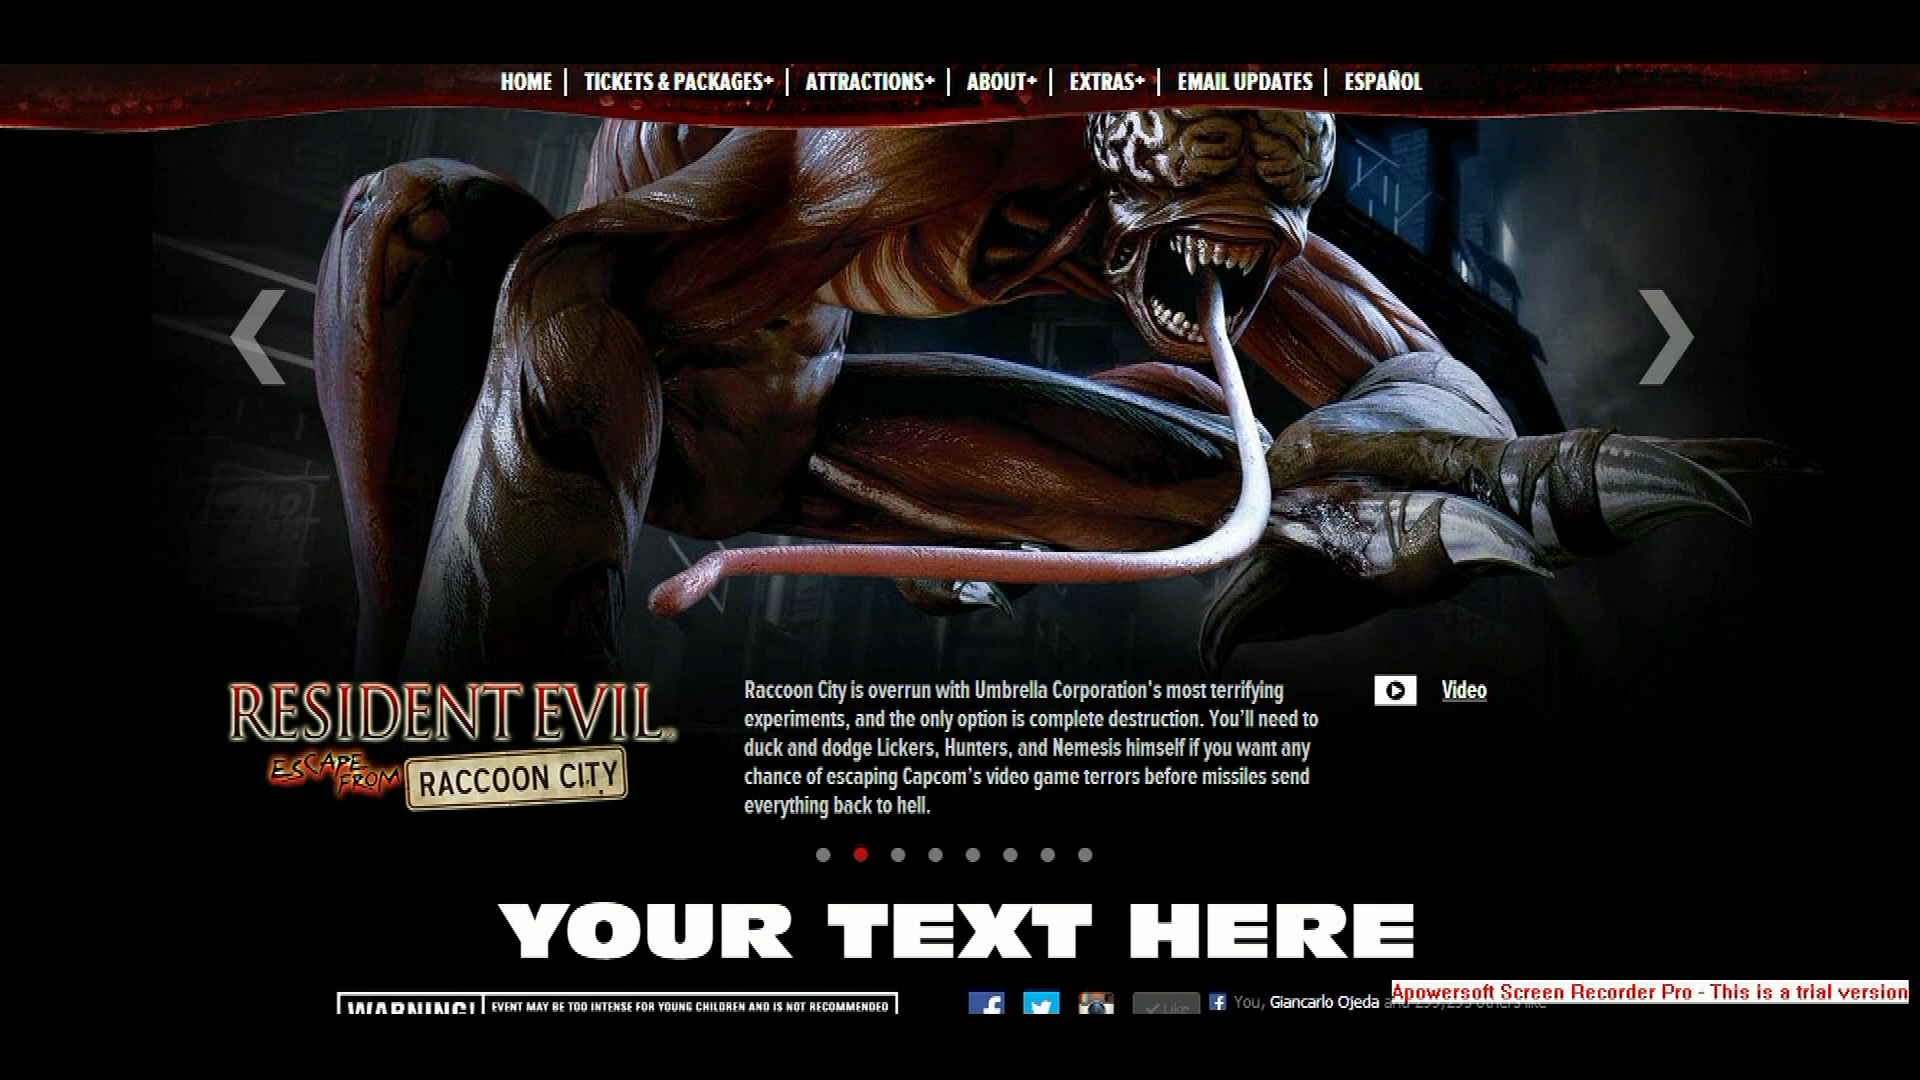 HOME | TICKETS & PACKAGES+ | ATTRACTIONS+ | ABOUT+ | EXTRAS+ | EMAIL UPDATES | ESPAÑOL
RESIDENT EVIL
ESCAPE FROM RACCOON CITY
Raccoon City is overrun with Umbrella Corporation's most terrifying
experiments, and the only option is complete destruction. You'll need to
duck and dodge Lickers, Hunters, and Nemesis himself if you want any
chance of escaping Capcom's video game terrors before missiles send
everything back to hell.
Video
YOUR TEXT HERE
WARNING! EVENT MAY BE TOO INTENSE FOR YOUNG CHILDREN AND IS NOT RECOMMENDED
Like
You, Giancarlo Ojeda
Apowersoft Screen Recorder Pro - This is a trial version